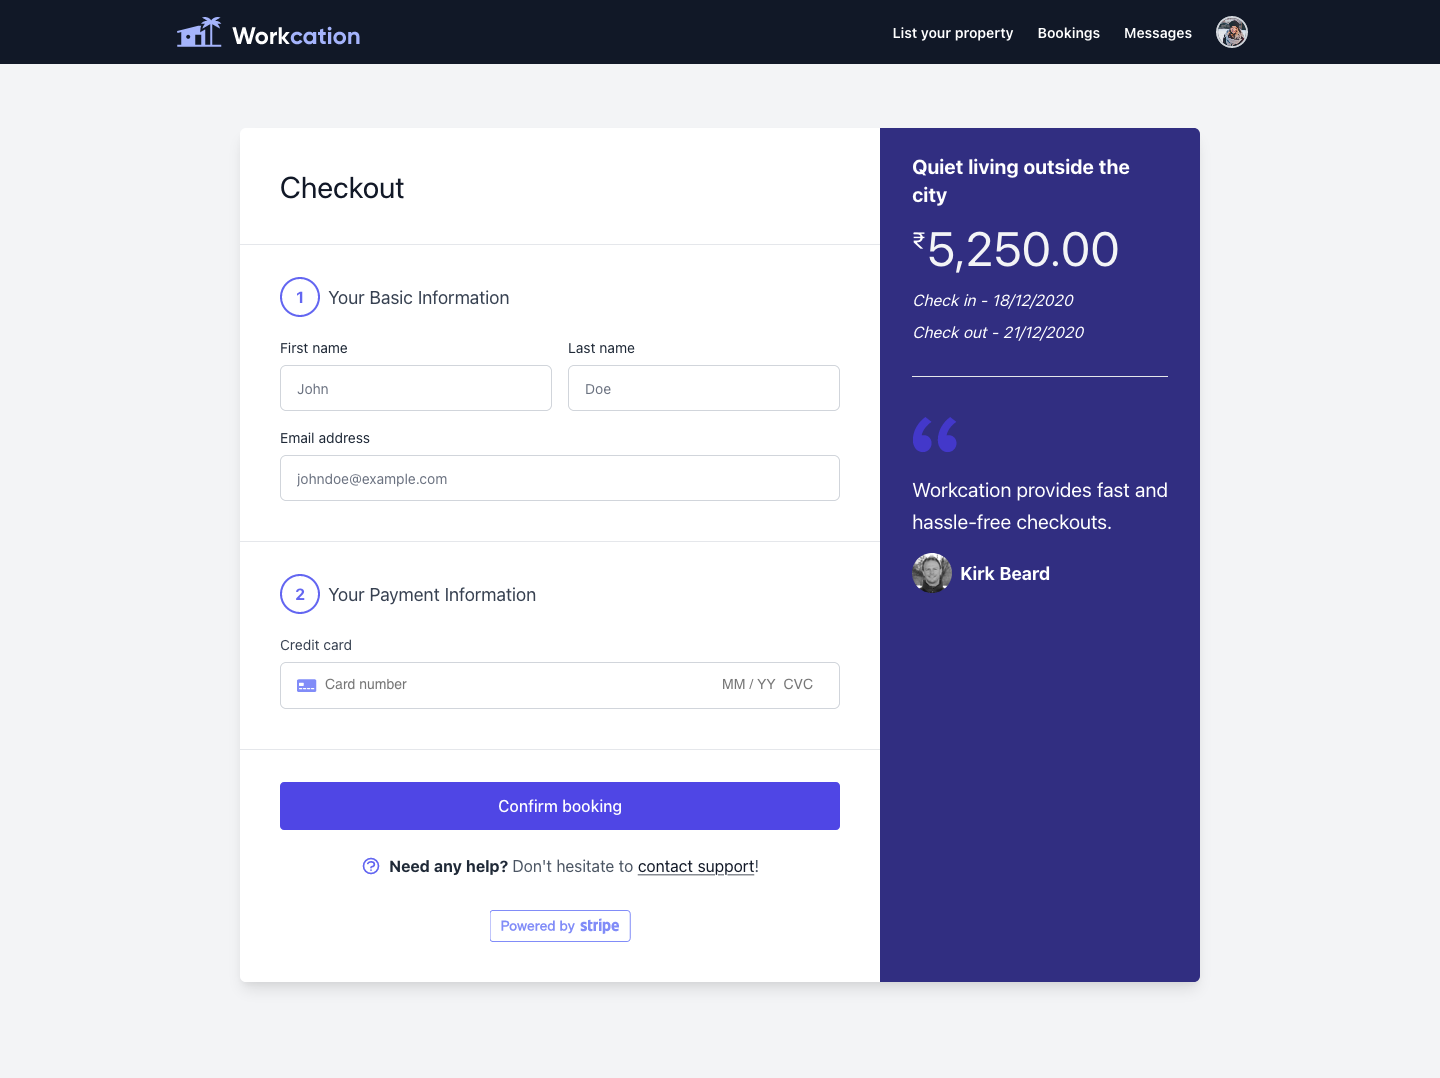 Workcation
List your property
Bookings
Messages
Checkout
1
Your Basic Information
First name
Last name
John
Doe
Email address
johndoe@example.com
2
Your Payment Information
Credit card
Card number
MM / YY CVC
Confirm booking
Need any help? Don't hesitate to contact support!
Powered by stripe
Quiet living outside the
city
₹5,250.00
Check in - 18/12/2020
Check out - 21/12/2020
“
Workcation provides fast and
hassle-free checkouts.
Kirk Beard